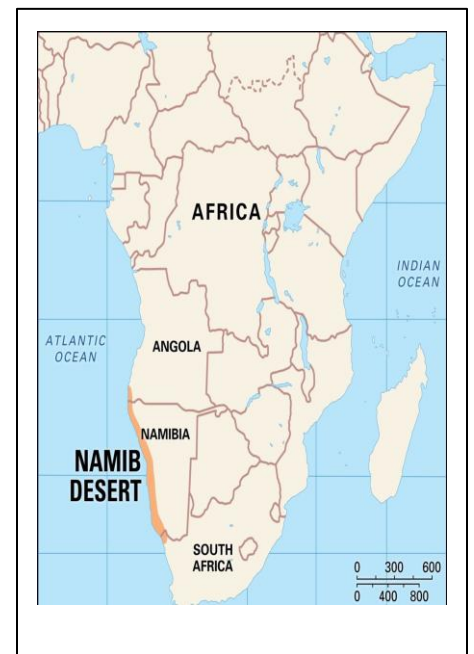 AFRICA
INDIAN
OCEAN
ATLANTIC
OCEAN
ANGOLA
NAMIBIA
NAMIB
DESERT
SOUTH
AFRICA
0 300 600
0 400 800